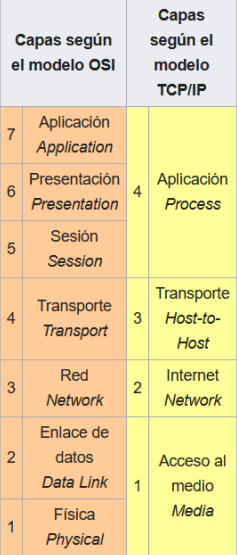 Capas según
el modelo OSI
Capas
según el
modelo
TCP/IP
7
Aplicación
Application
4
Aplicación
Process
6
Presentación
Presentation
5
Sesión
Session
4
Transporte
Transport
3
Transporte
Host-to-
Host
3
Red
Network
2
Internet
Network
2
Enlace de
datos
Data Link
1
Acceso al
medio
Media
1
Física
Physical